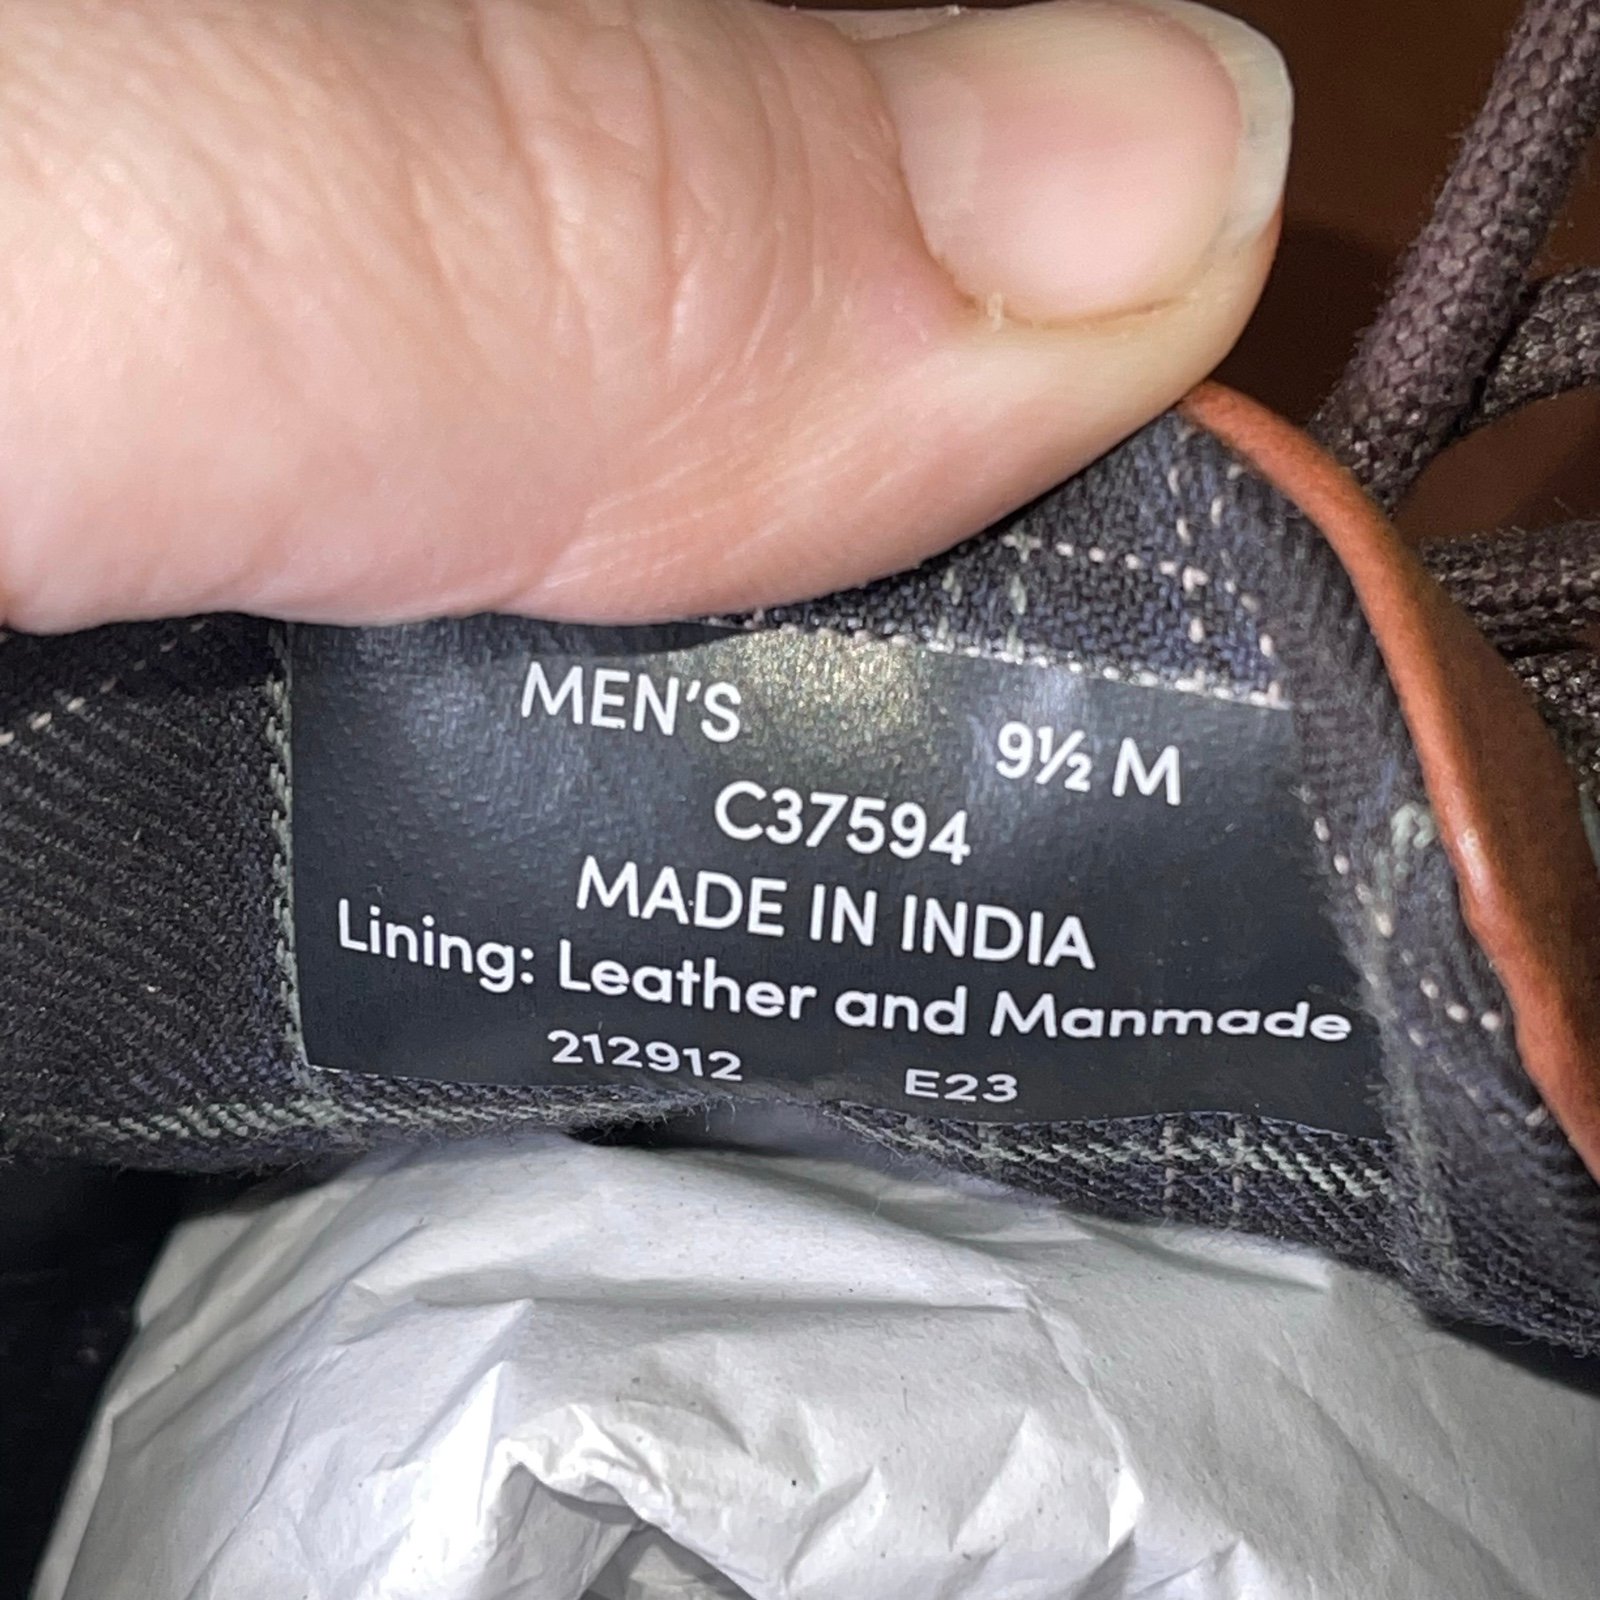 MEN'S 9½ M
C37594
MADE IN INDIA
Lining: Leather and Manmade
212912 E23